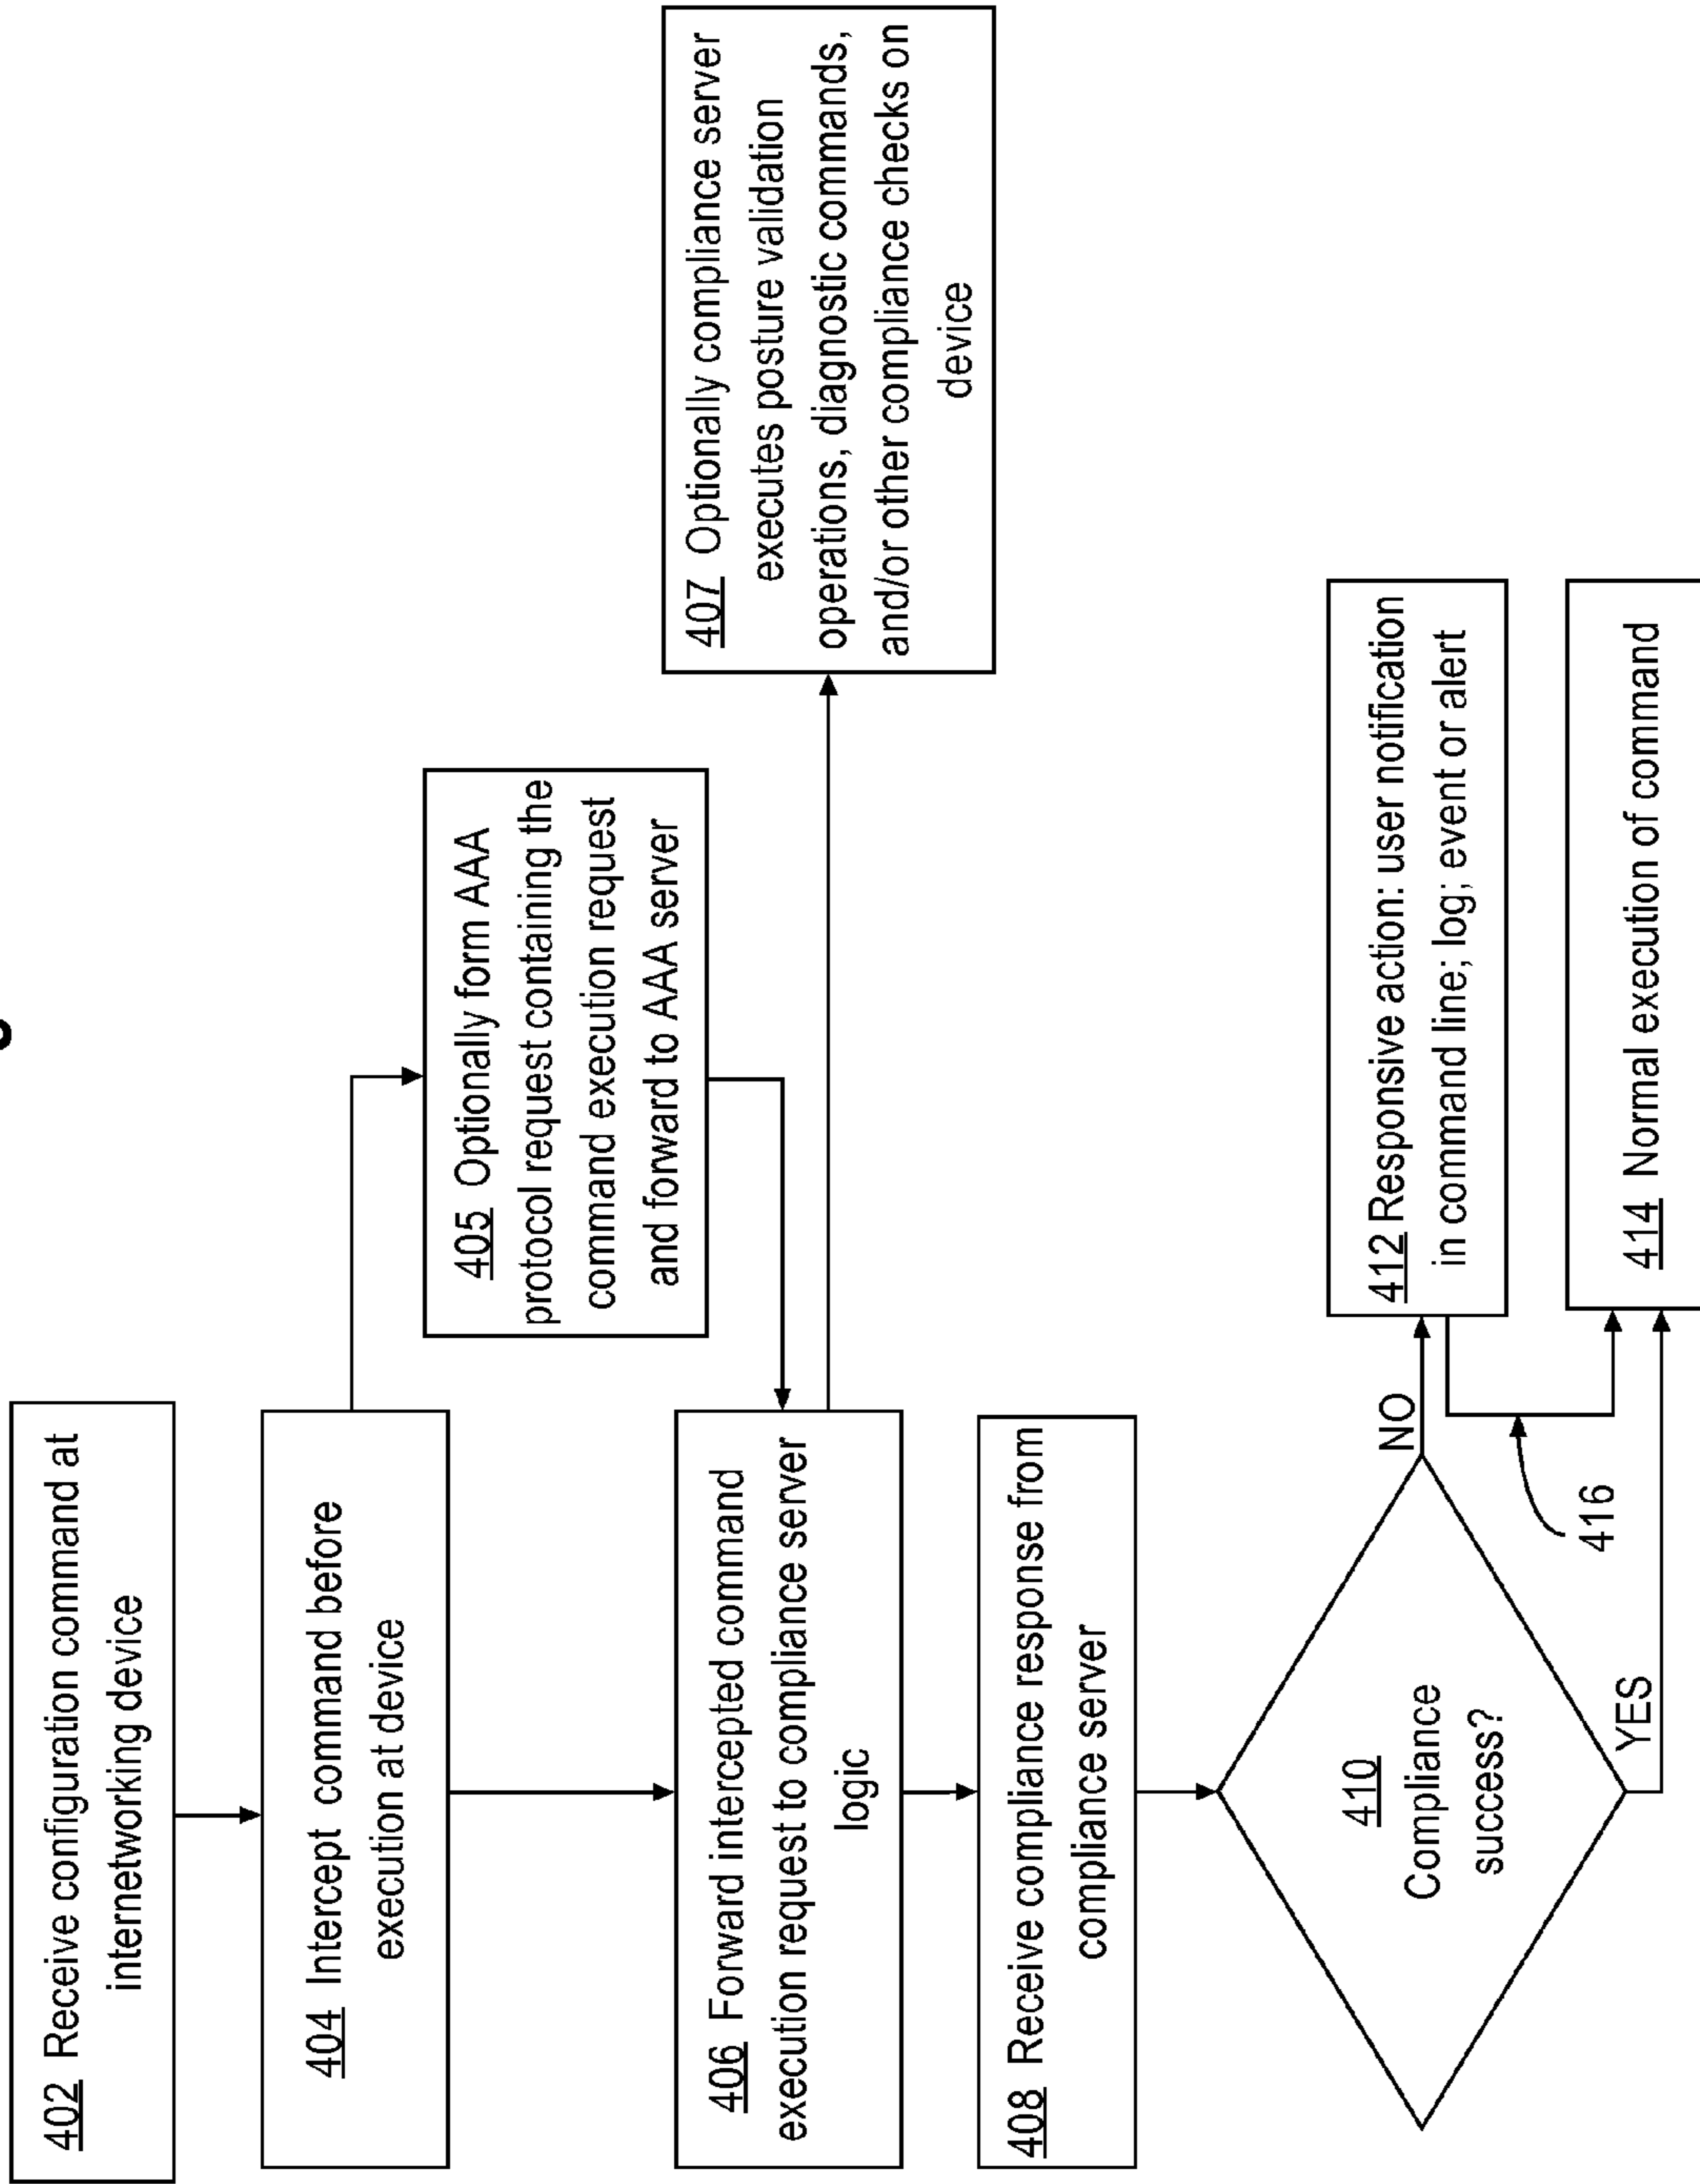 402 Receive configuration command at
internetworking device
404 Intercept command before
execution at device
405 Optionally form AAA
protocol request containing the
command execution request
and forward to AAA server
406 Forward intercepted command
execution request to compliance server
logic
407 Optionally compliance server
executes posture validation
operations, diagnostic commands,
and/or other compliance checks on
device
408 Receive compliance response from
compliance server
410
Compliance
success?
NO
YES
412 Responsive action: user notification
in command line; log; event or alert
416
414 Normal execution of command